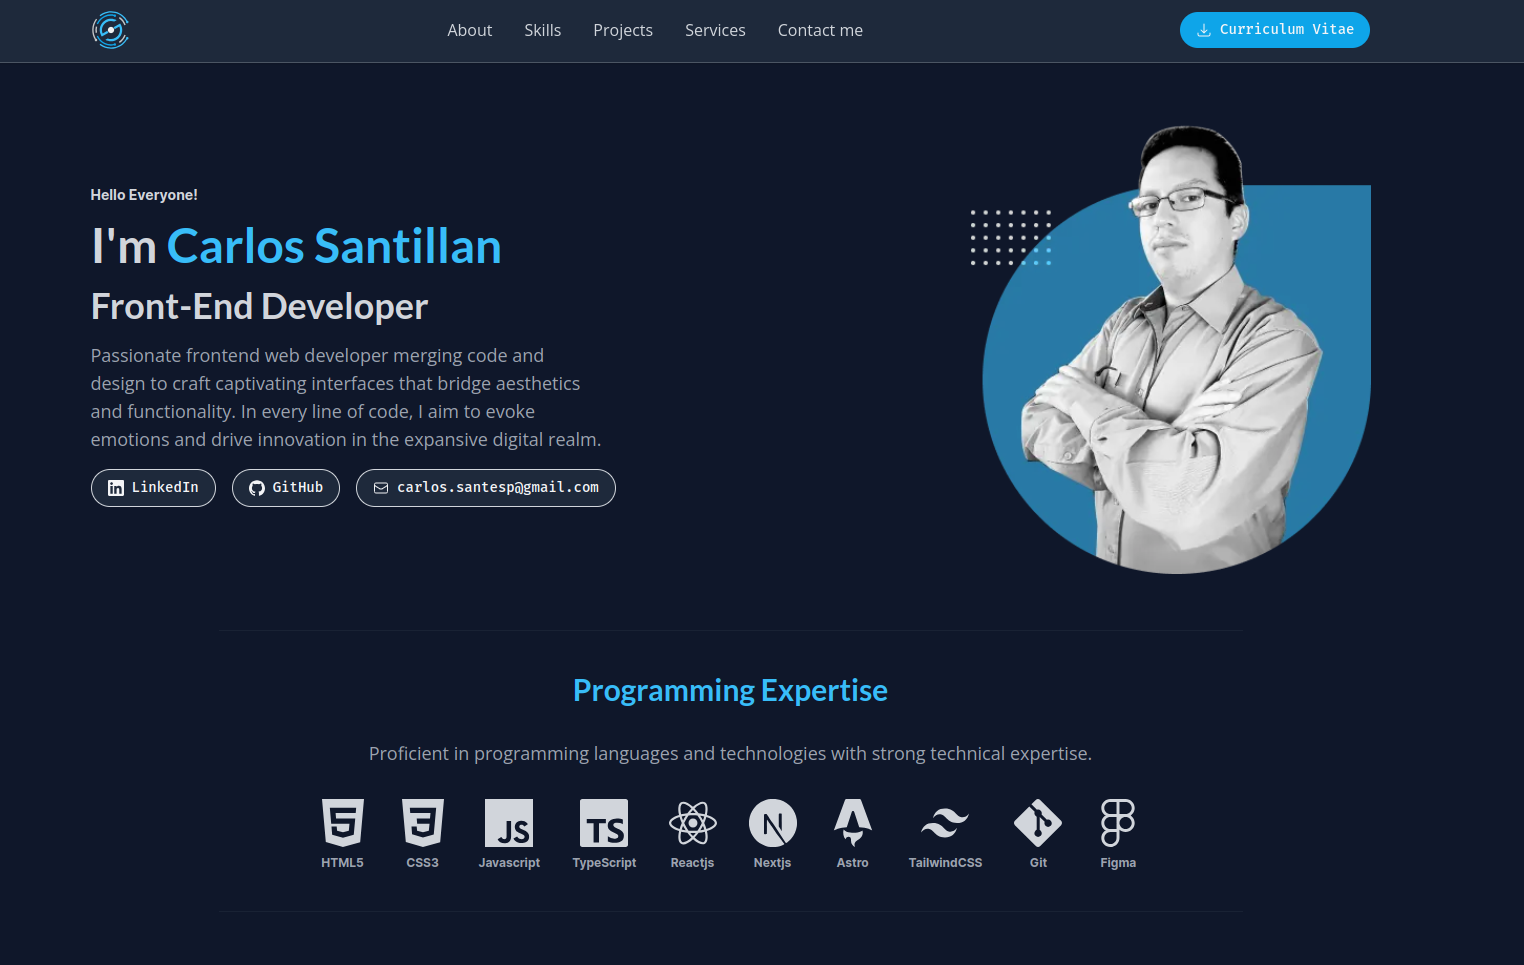 About Skills Projects Services Contact me Curriculum Vitae
Hello Everyone!
I'm Carlos Santillan
Front-End Developer
Passionate frontend web developer merging code and
design to craft captivating interfaces that bridge aesthetics
and functionality. In every line of code, I aim to evoke
emotions and drive innovation in the expansive digital realm.
LinkedIn GitHub carlos.santesp@gmail.com
Programming Expertise
Proficient in programming languages and technologies with strong technical expertise.
5 3 JS TS N
HTML5 CSS3 Javascript TypeScript Reactjs Nextjs Astro TailwindCSS Git Figma